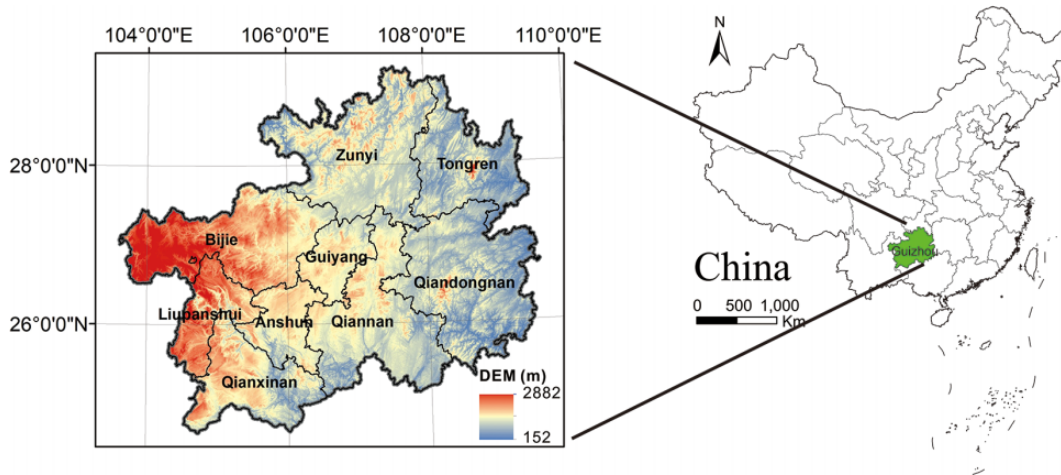 104°0'0"E 106°0'0"E 108°0'0"E 110°0'0"E
28°0'0"N
26°0'0"N
Zunyi
Tongren
Bijie
Guiyang
Qiandongnan
Liupanshui
Anshun
Qiannan
Qianxinan
DEM (m)
2882
152
N
Guizhou
China
0 500 1,000
Km